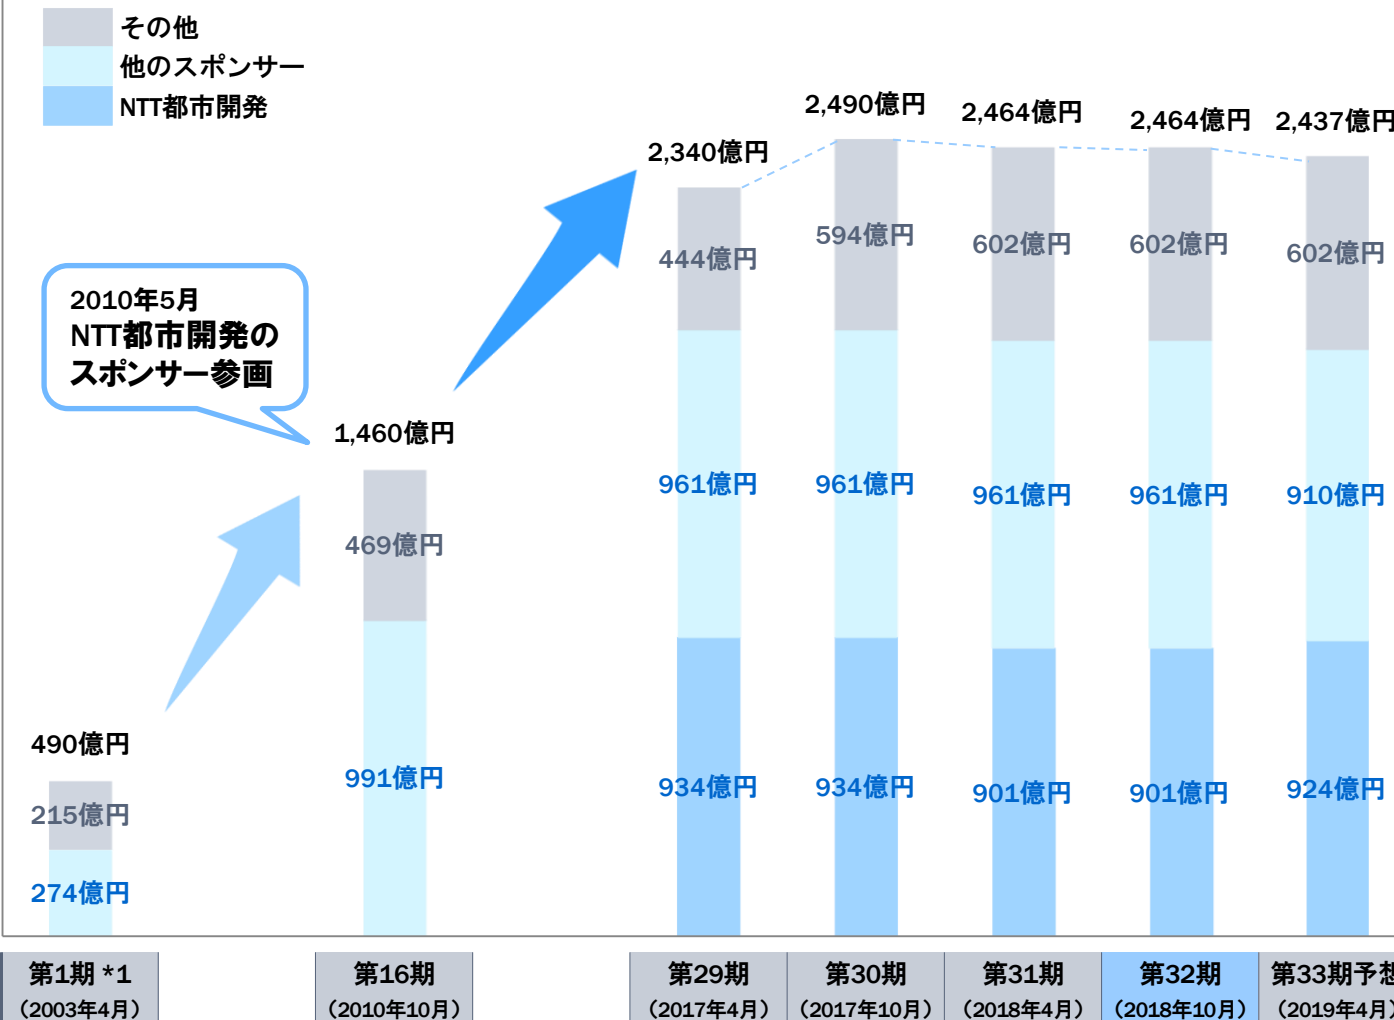 その他
他のスポンサー
NTT都市開発
2,340億円
2,490億円
2,464億円
2,464億円
2,437億円
444億円
594億円
602億円
602億円
602億円
2010年5月
NTT都市開発の
スポンサー参画
1,460億円
469億円
961億円
961億円
961億円
961億円
910億円
490億円
215億円
274億円
991億円
934億円
934億円
901億円
901億円
924億円
第1期 *1
（2003年4月）
第16期
（2010年10月）
第29期
（2017年4月）
第30期
（2017年10月）
第31期
（2018年4月）
第32期
（2018年10月）
第33期予想
（2019年4月）